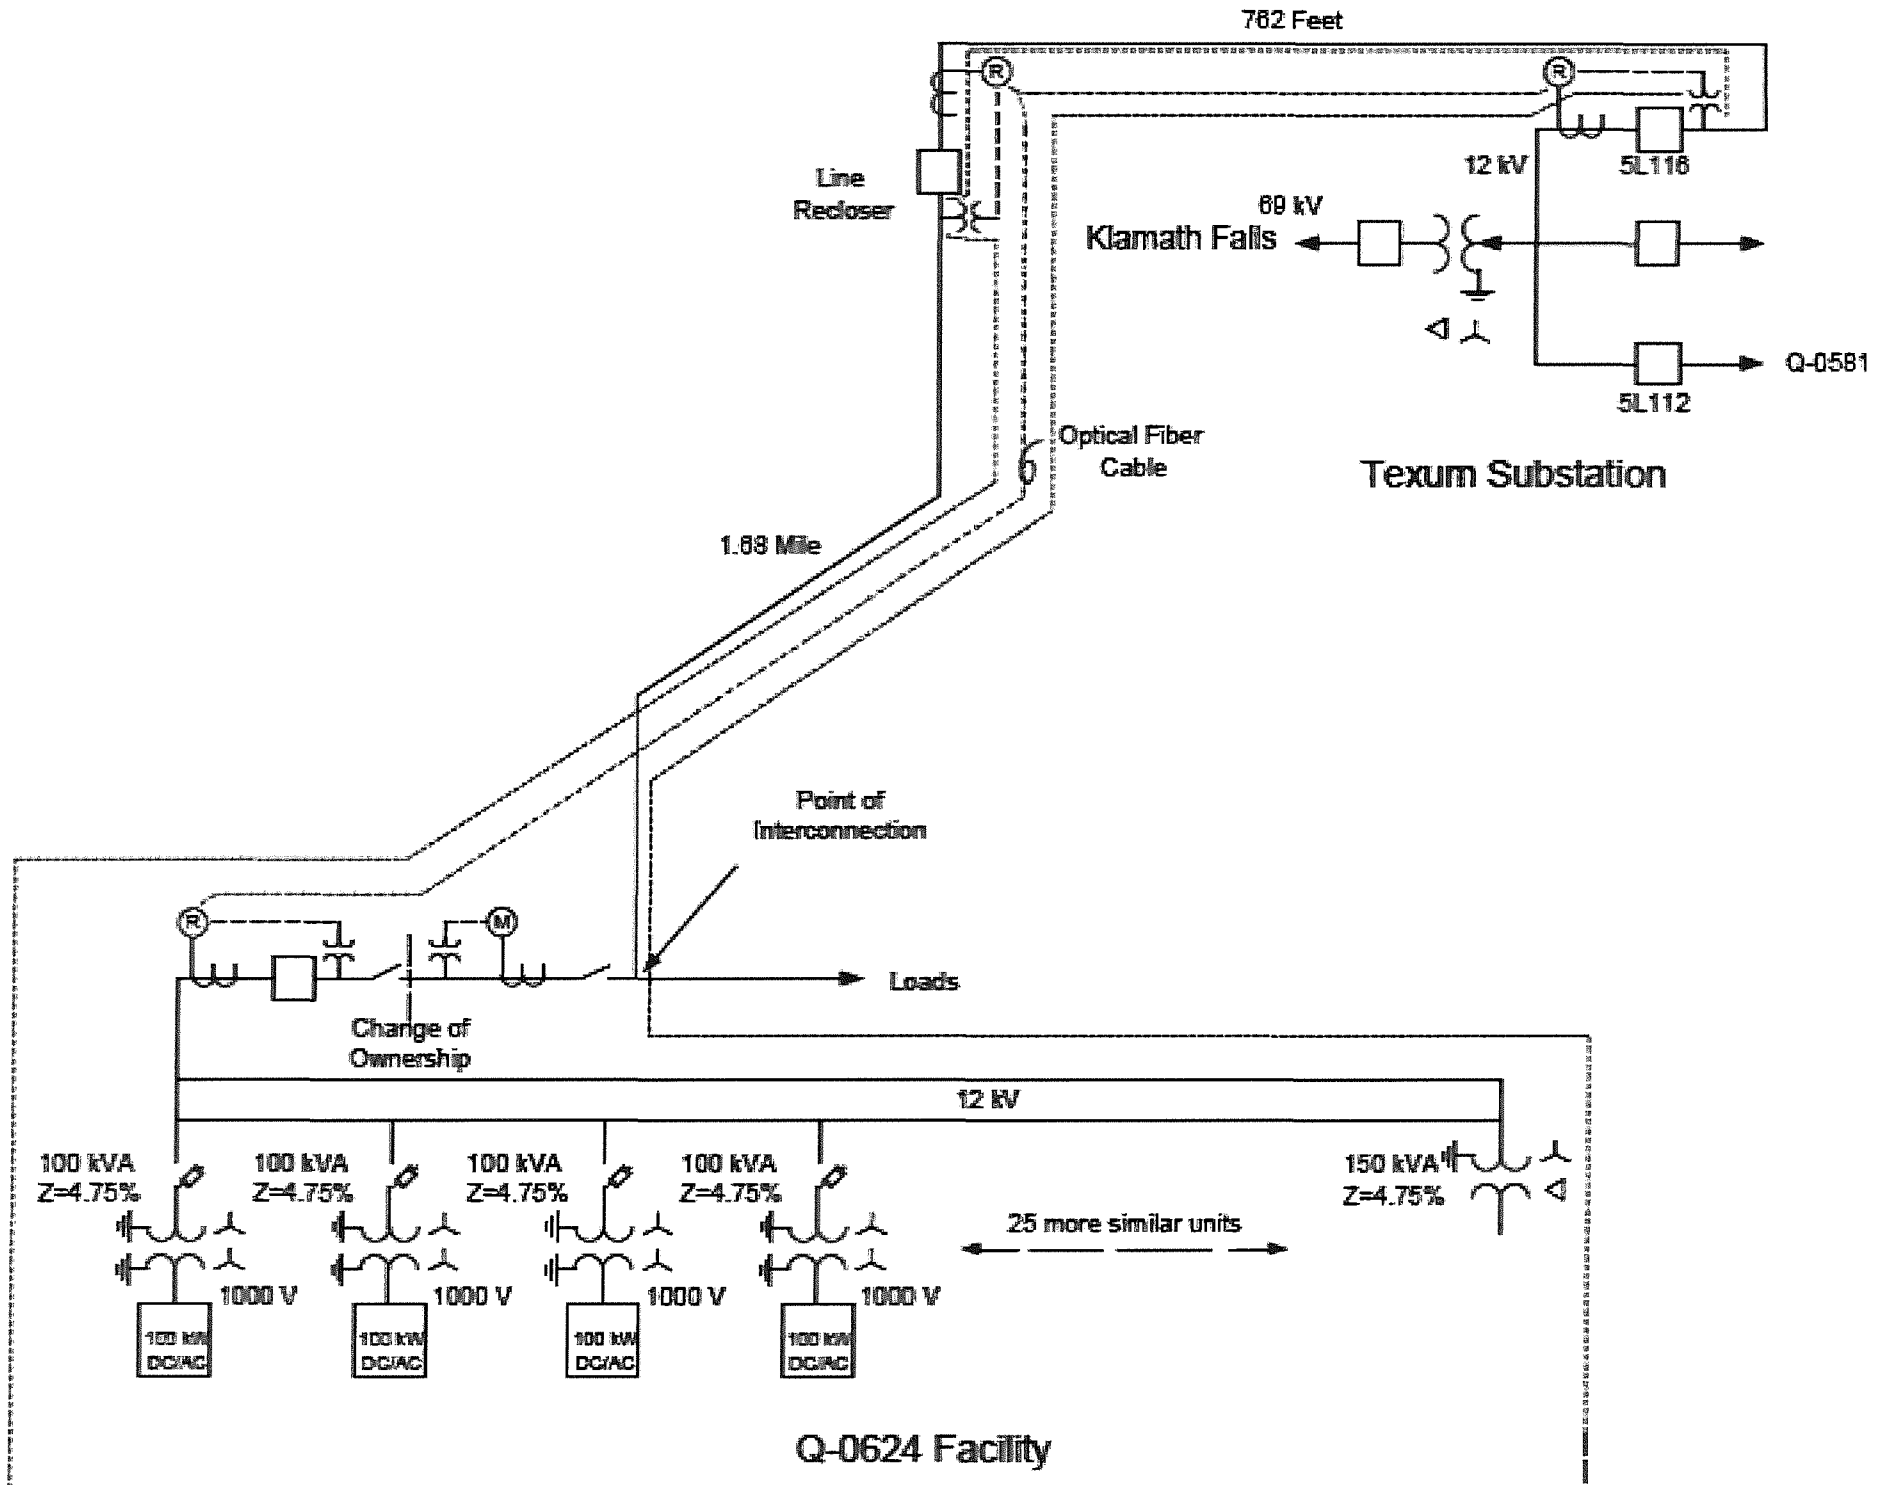 762 Feet
R
R
Line
Recloser
12 kV
5L116
69 kV
Klamath Falls
Q-0581
5L112
Optical Fiber
Cable
Texum Substation
1.68 Mile
Point of
Interconnection
R
M
Loads
Change of
Ownership
12 kV
100 kVA
Z=4.75%
100 kVA
Z=4.75%
100 kVA
Z=4.75%
100 kVA
Z=4.75%
150 kVA
Z=4.75%
25 more similar units
1000 V
1000 V
1000 V
1000 V
100 kW
DC/AC
100 kW
DC/AC
100 kW
DC/AC
100 kW
DC/AC
Q-0624 Facility